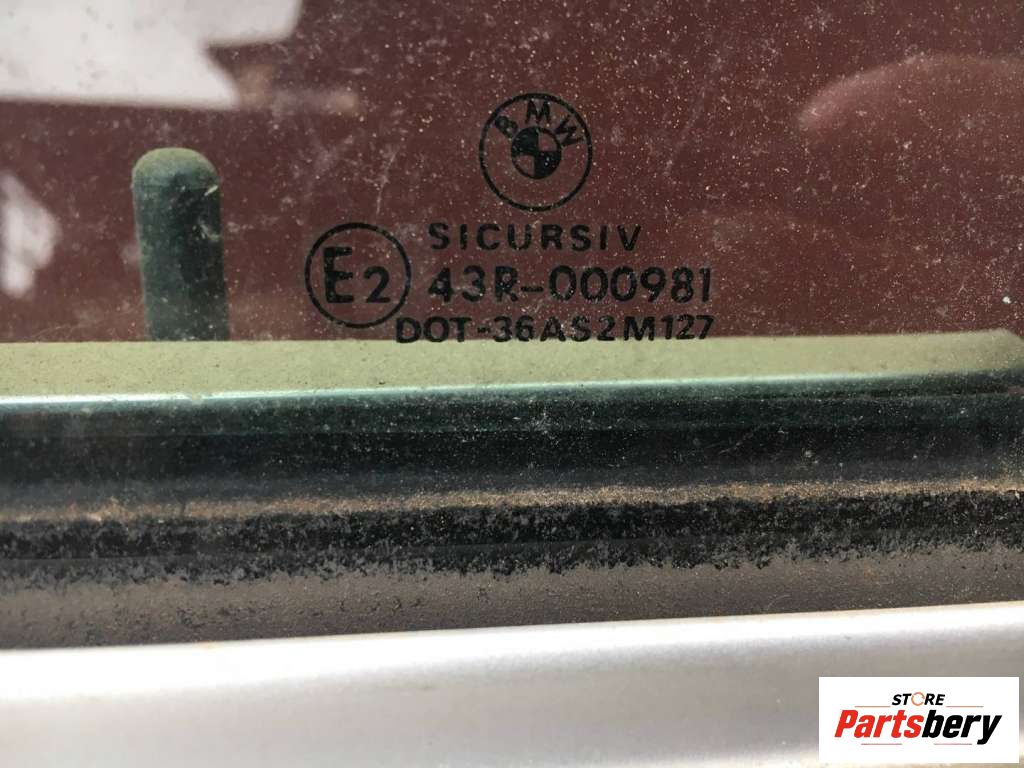 BMW
SICURSIV
E2 43R-000981
DOT-36AS2M127
STORE
Partsbery